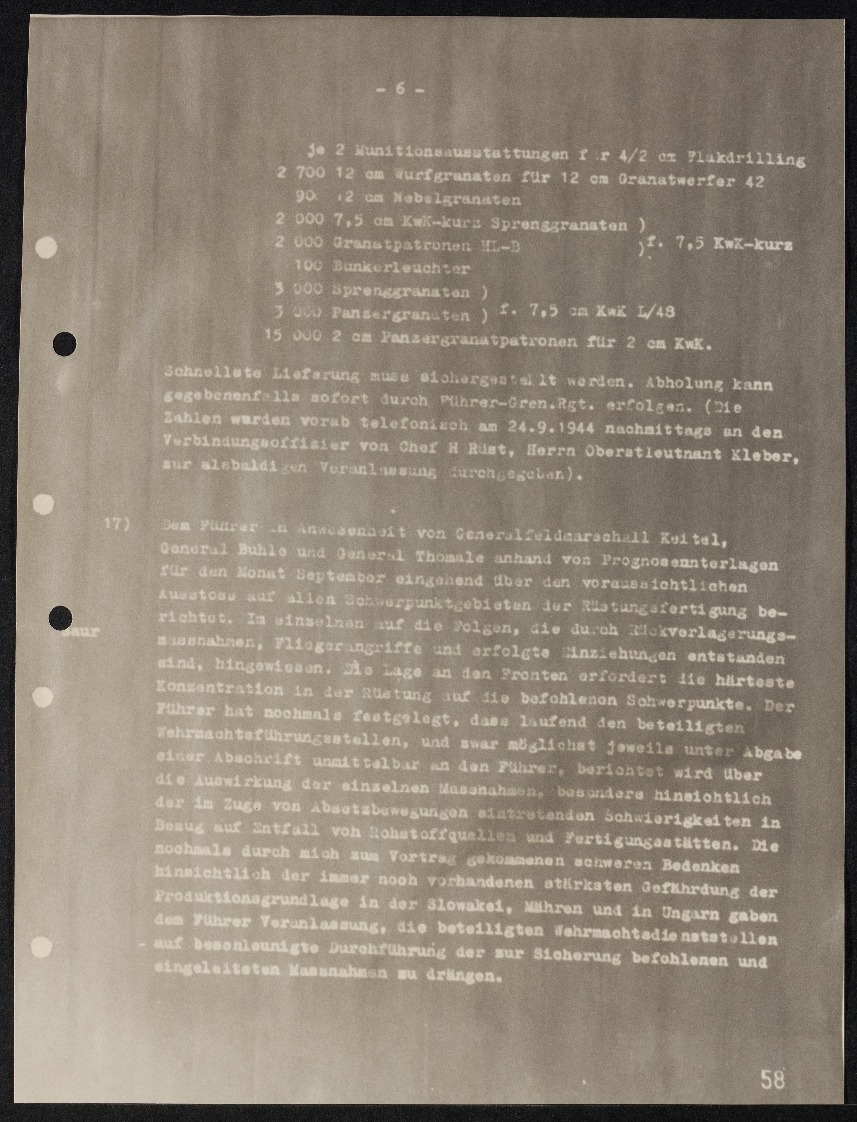 - 6 -
je 2 Munitionsausstattungen f r 4/2 cm Flakdrilling
2 700 12 cm Wurfgranaten für 12 cm Granatwerfer 42
90 2 cm Nebelgranaten
2 000 7,5 cm KwK-kurz Sprenggranaten )
2 000 Granatpatronen HL-B )f. 7,5 KwK-kurz
100 Bunkerleuchter
3 000 Sprenggranaten )
3 000 Panzergranaten ) f. 7,5 cm KwK L/48
15 000 2 cm Panzergranatpatronen für 2 cm KwK.
Schnellste Lieferung muss sichergestellt werden. Abholung kann
gegebenenfalls sofort durch Führer-Gren.Rgt. erfolgen. (Die
Zahlen wurden vorab telefonisch am 24.9.1944 nachmittags an den
Verbindungsoffizier von Chef H Rüst, Herrn Oberstleutnant Kleber,
zur alsbaldigen Veranlassung durchgegeben).
17) Dem Führer in Anwesenheit von Generalfeldmarschall Keitel,
General Buhle und General Thomale anhand von Prognosennterlagen
für den Monat September eingehend über den voraussichtlichen
Ausstoss auf allen Schwerpunktgebieten der Rüstungsfertigung be-
richtet. Im einzelnen auf die Folgen, die durch Rückverlagerungs-
Saur
massnahmen, Fliegerangriffe und erfolgte Einziehungen entstanden
sind, hingewiesen. Die Lage an den Fronten erfordert die härteste
Konzentration in der Rüstung auf die befohlenen Schwerpunkte. Der
Führer hat nochmals festgelegt, dass laufend den beteiligten
Wehrmachtsführungsstellen, und zwar möglichst jeweils unter Abgabe
einer Abschrift unmittelbar an den Führer, berichtet wird über
die Auswirkung der einzelnen Massnahmen, besonders hinsichtlich
der im Zuge von Absetzbewegungen eintretenden Schwierigkeiten in
Bezug auf Entfall voh Rohstoffquellen und Fertigungsstätten. Die
nochmals durch mich zum Vortrag gekommenen schweren Bedenken
hinsichtlich der immer noch vorhandenen stärksten Gefährdung der
Produktionsgrundlage in der Slowakei, Mähren und in Ungarn gaben
dem Führer Veranlassung, die beteiligten Wehrmachtsdienststellen
auf beschleunigte Durchführung der zur Sicherung befohlenen und
eingeleiteten Massnahmen zu drängen.
58